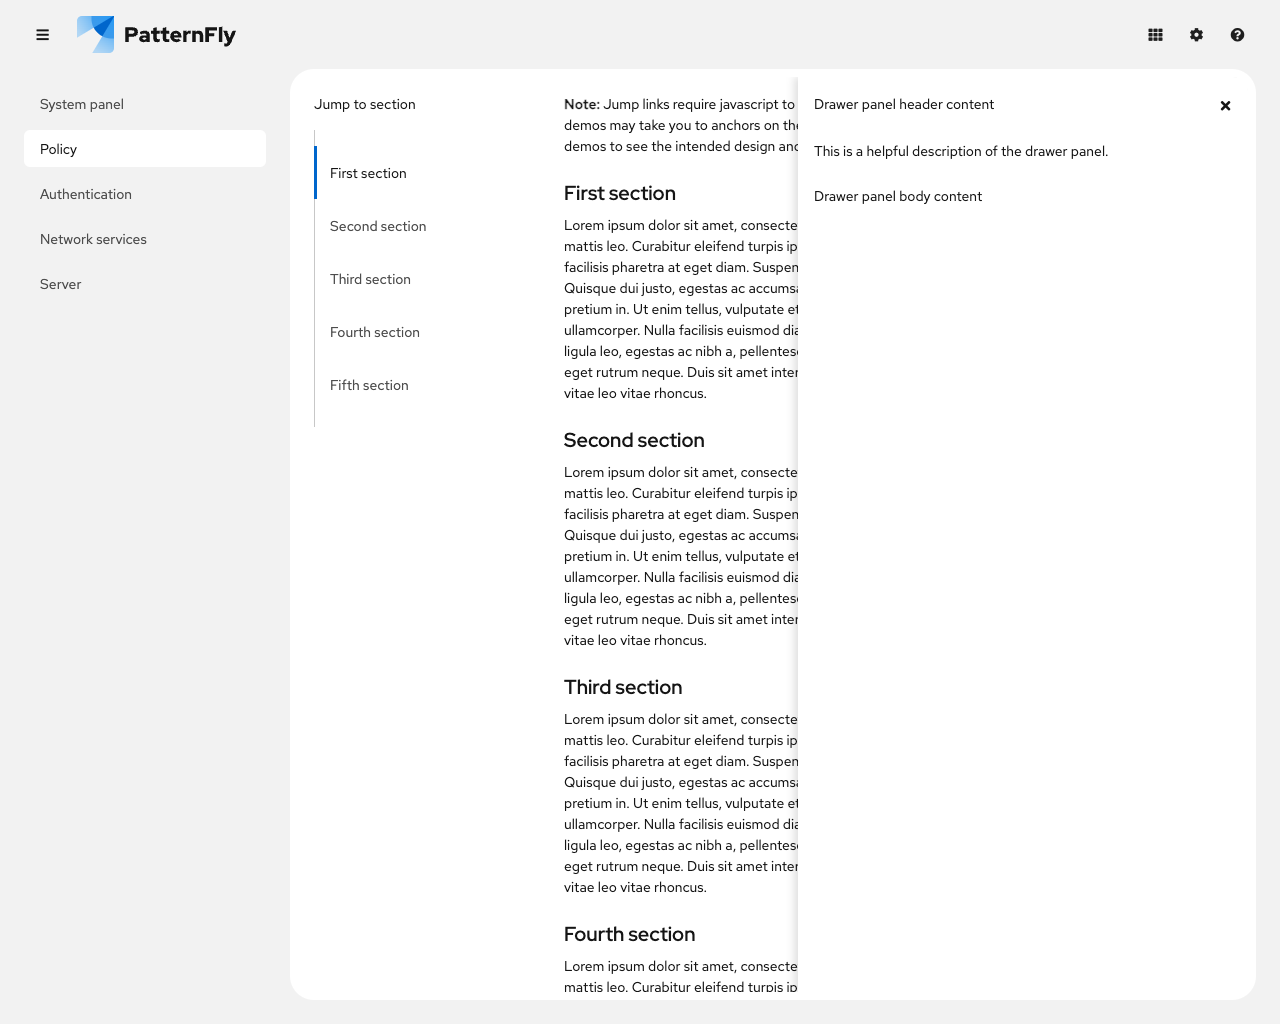 PatternFly
System panel
Policy
Authentication
Network services
Server
Jump to section
First section
Second section
Third section
Fourth section
Fifth section
Note: Jump links require javascript to
demos may take you to anchors on the
demos to see the intended design and
First section
Lorem ipsum dolor sit amet, consecte
mattis leo. Curabitur eleifend turpis ip
facilisis pharetra at eget diam. Suspen
Quisque dui justo, egestas ac accumsa
pretium in. Ut enim tellus, vulputate et
ullamcorper. Nulla facilisis euismod dia
ligula leo, egestas ac nibh a, pellentes
eget rutrum neque. Duis sit amet inter
vitae leo vitae rhoncus.
Second section
Lorem ipsum dolor sit amet, consecte
mattis leo. Curabitur eleifend turpis ip
facilisis pharetra at eget diam. Suspen
Quisque dui justo, egestas ac accumsa
pretium in. Ut enim tellus, vulputate et
ullamcorper. Nulla facilisis euismod dia
ligula leo, egestas ac nibh a, pellentes
eget rutrum neque. Duis sit amet inter
vitae leo vitae rhoncus.
Third section
Lorem ipsum dolor sit amet, consecte
mattis leo. Curabitur eleifend turpis ip
facilisis pharetra at eget diam. Suspen
Quisque dui justo, egestas ac accumsa
pretium in. Ut enim tellus, vulputate et
ullamcorper. Nulla facilisis euismod dia
ligula leo, egestas ac nibh a, pellentes
eget rutrum neque. Duis sit amet inter
vitae leo vitae rhoncus.
Fourth section
Lorem ipsum dolor sit amet, consecte
mattis leo. Curabitur eleifend turpis ip
Drawer panel header content
This is a helpful description of the drawer panel.
Drawer panel body content